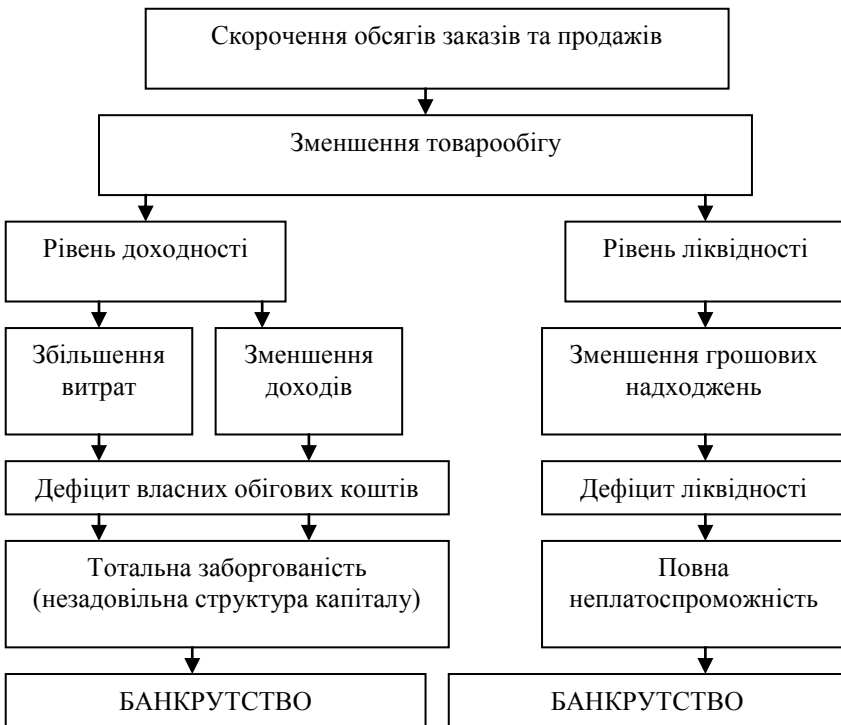 Скорочення обсягів заказів та продажів
Зменшення товарообігу
Рівень доходності
Рівень ліквідності
Збільшення
витрат
Зменшення
доходів
Зменшення грошових
надходжень
Дефіцит власних обігових коштів
Дефіцит ліквідності
Тотальна заборгованість
(незадовільна структура капіталу)
Повна
неплатоспроможність
БАНКРУТСТВО
БАНКРУТСТВО